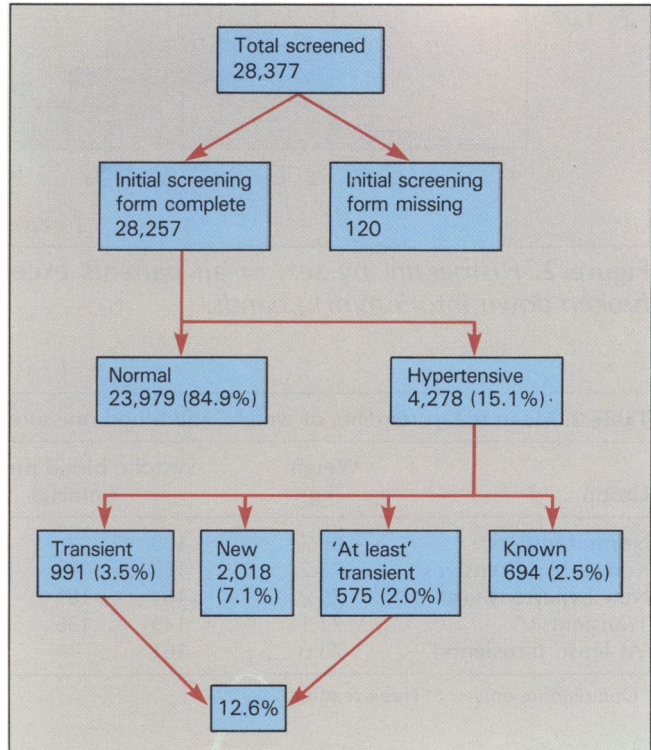 Total screened
28,377
Initial screening
form complete
28,257
Initial screening
form missing
120
Normal
23,979 (84.9%)
Hypertensive
4,278 (15.1%)
Transient
991 (3.5%)
New
2,018
(7.1%)
'At least'
transient
575 (2.0%)
Known
694 (2.5%)
12.6%